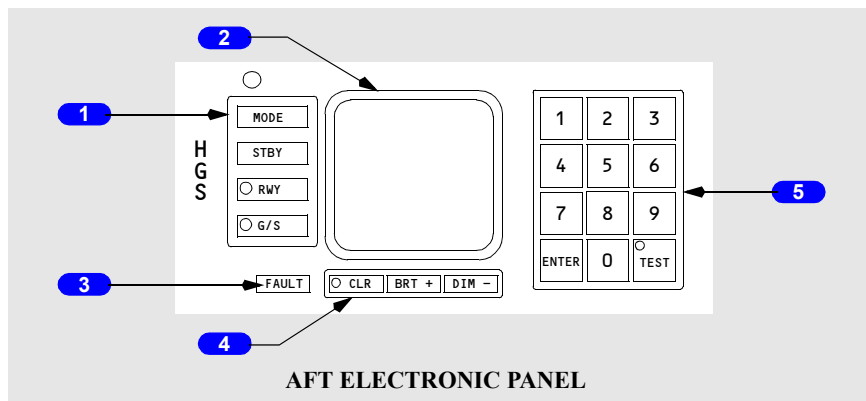 2
1
MODE
STBY
RWY
G/S
HGS
1 2 3
4 5 6
7 8 9
ENTER 0 TEST
5
3
FAULT
CLR BRT + DIM -
4
AFT ELECTRONIC PANEL